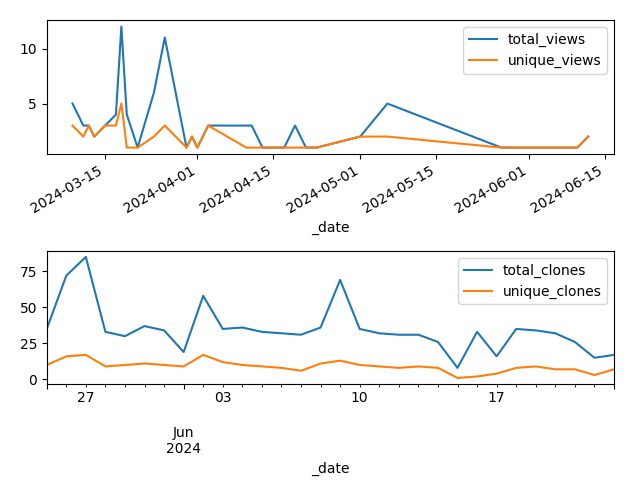 total_views
unique_views
10
5
2024-03-15
2024-04-01
2024-04-15
2024-05-01
2024-05-15
2024-06-01
2024-06-15
_date
total_clones
unique_clones
75
50
25
0
27
03
10
17
Jun
2024
_date